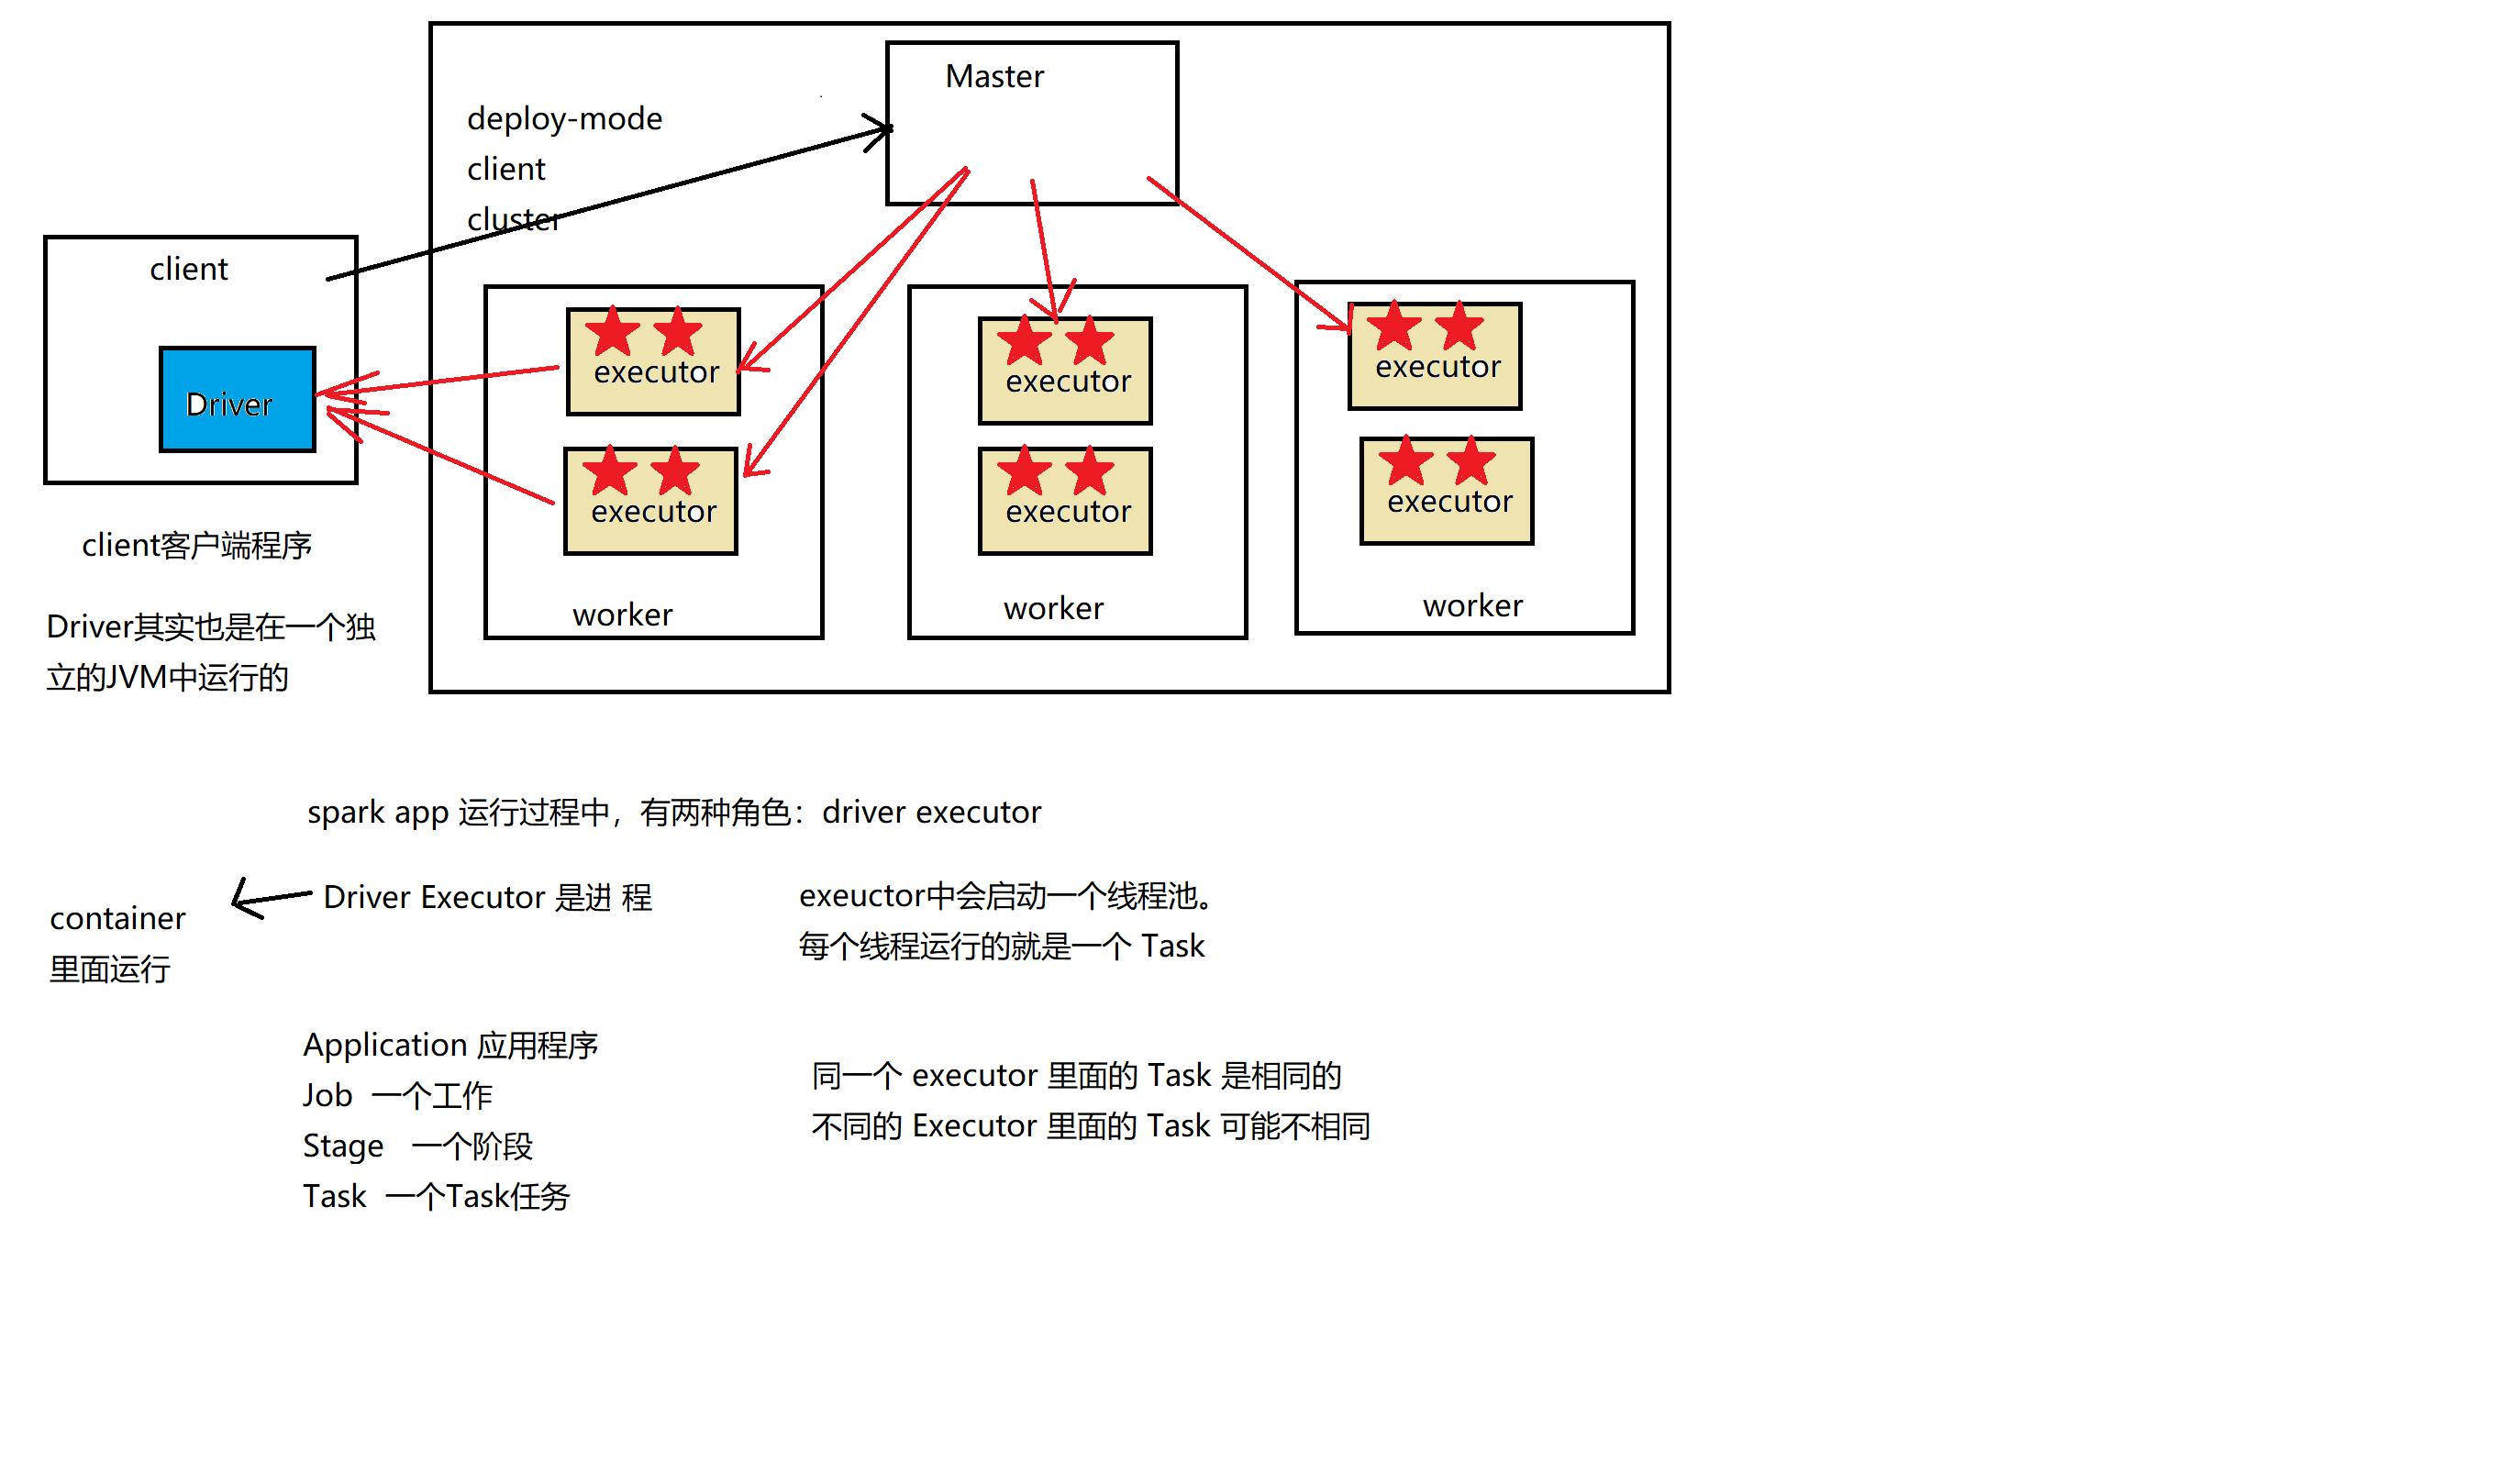 Master
deploy-mode
client
cluster
client
Driver
executor
executor
executor
executor
executor
executor
worker
worker
worker
client客户端程序
Driver其实也是在一个独
立的JVM中运行的
spark app 运行过程中，有两种角色：driver executor
Driver Executor 是进 程
exeuctor中会启动一个线程池。
每个线程运行的就是一个 Task
container
里面运行
Application 应用程序
Job 一个工作
Stage 一个阶段
Task 一个Task任务
同一个 executor 里面的 Task 是相同的
不同的 Executor 里面的 Task 可能不相同